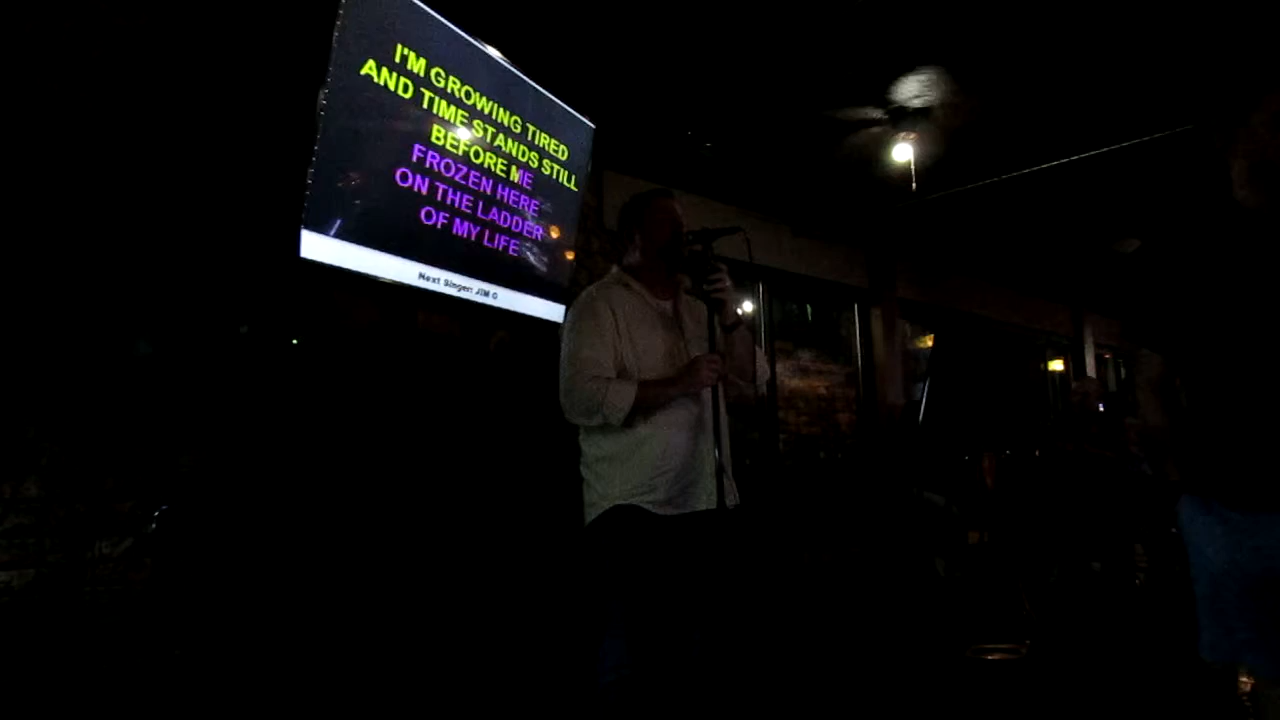 I'M GROWING TIRED
AND TIME STANDS STILL
BEFORE ME
FROZEN HERE
ON THE LADDER
OF MY LIFE
Next Singer: JIM G